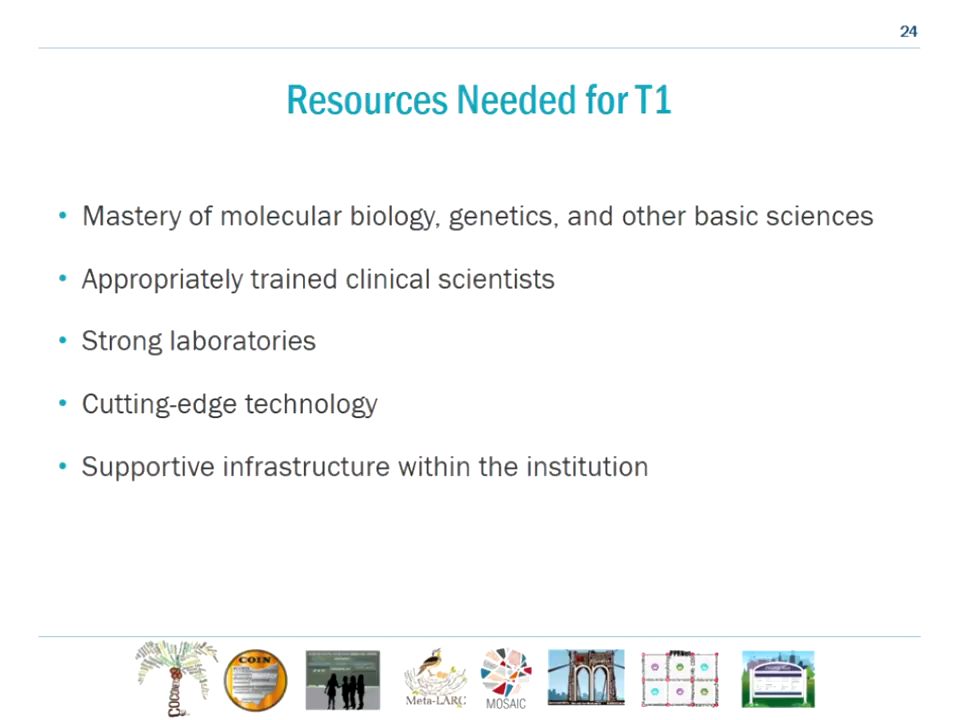 24
Resources Needed for T1
• Mastery of molecular biology, genetics, and other basic sciences
• Appropriately trained clinical scientists
• Strong laboratories
• Cutting-edge technology
• Supportive infrastructure within the institution
COCONet
COIN
Meta-LARC
MOSAIC